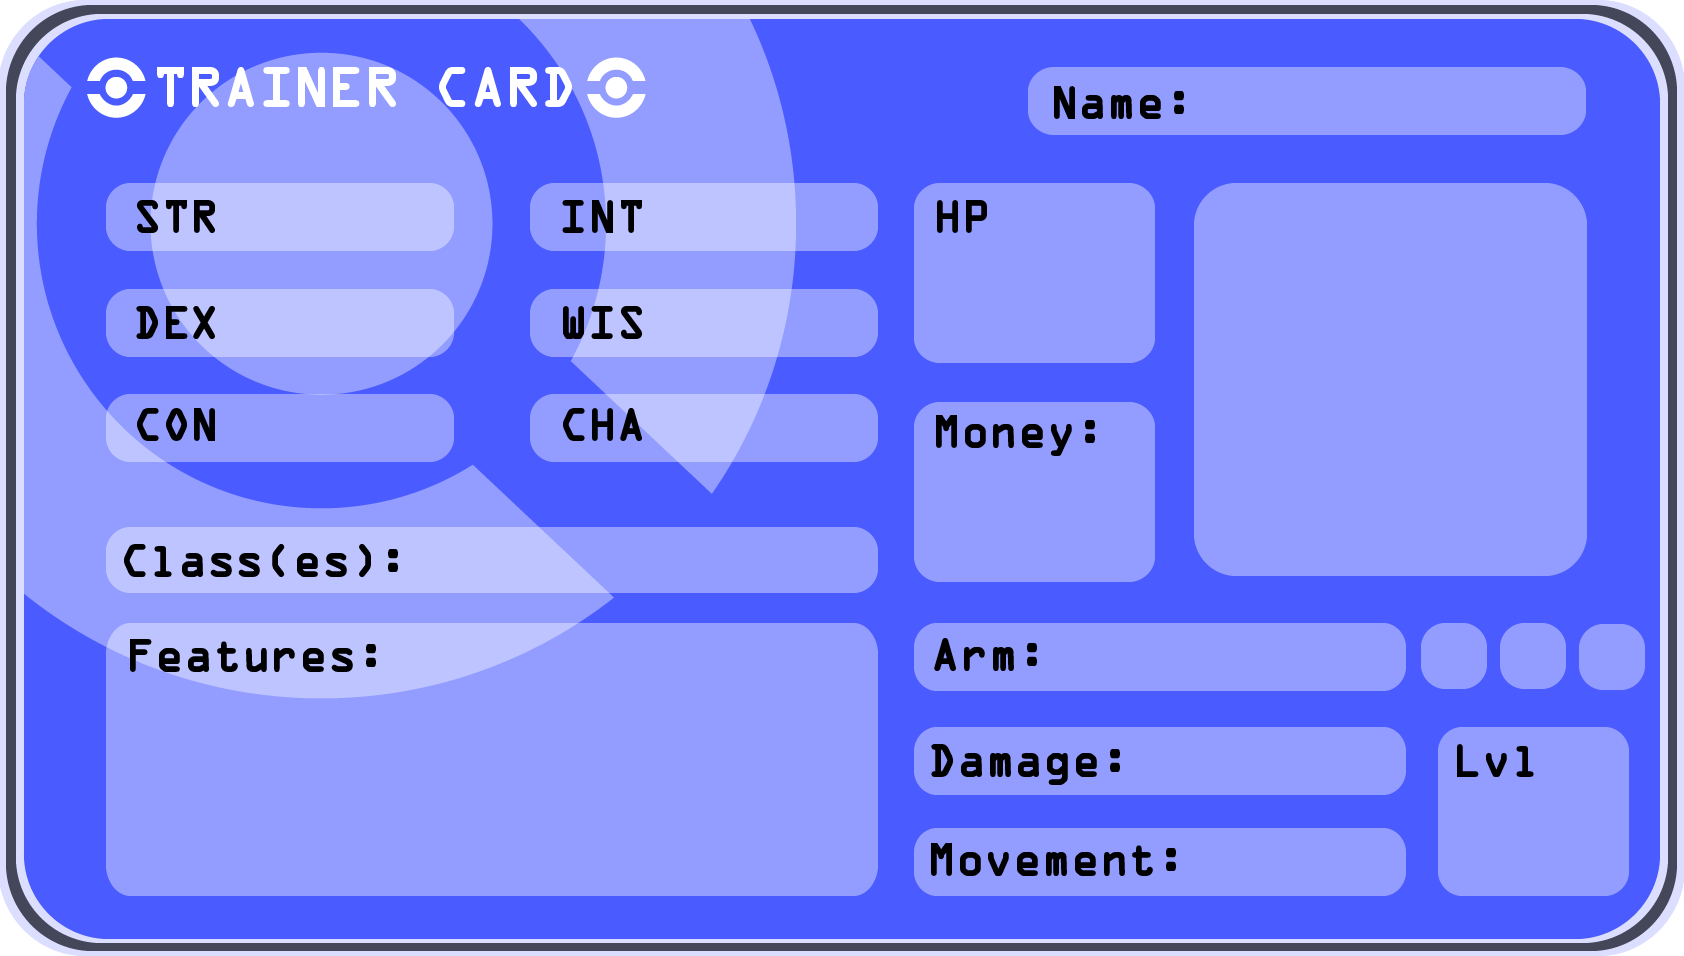 TRAINER CARD
Name:
STR
INT
HP
DEX
WIS
CON
CHA
Money:
Class(es):
Features:
Arm:
Damage:
Lvl
Movement: